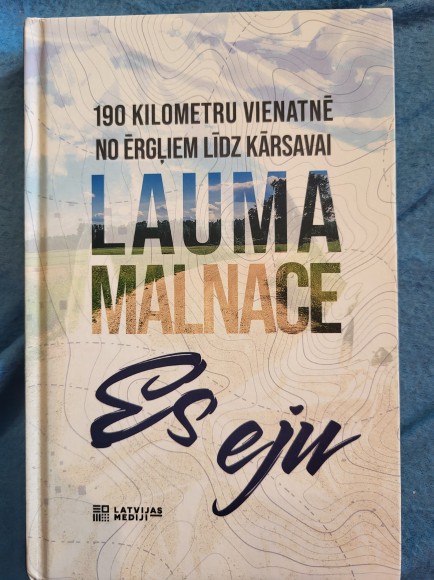 190 KILOMETRU VIENATNĒ
NO ĒRGĻIEM LĪDZ KĀRSAVAI
LAUMA
MALNACE
Es eju
LATVIJAS
MEDIJI